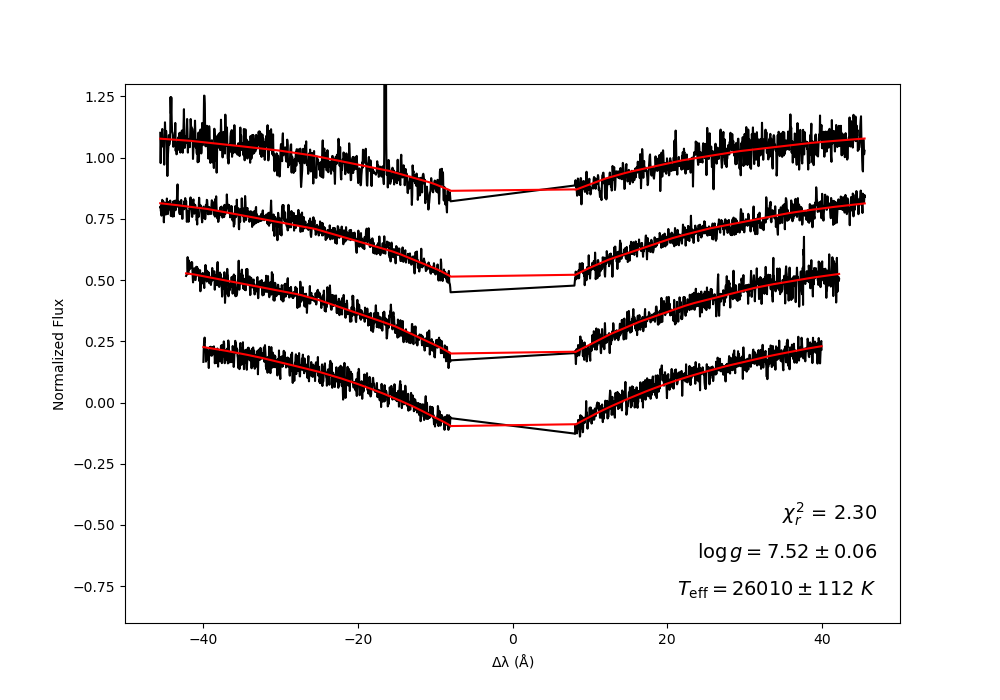 1.25
1.00
0.75
0.50
0.25
0.00
−0.25
−0.50
−0.75
Normalized Flux
χ²ᵣ = 2.30
log g = 7.52 ± 0.06
T_eff = 26010 ± 112 K
−40 −20 0 20 40
Δλ (Å)